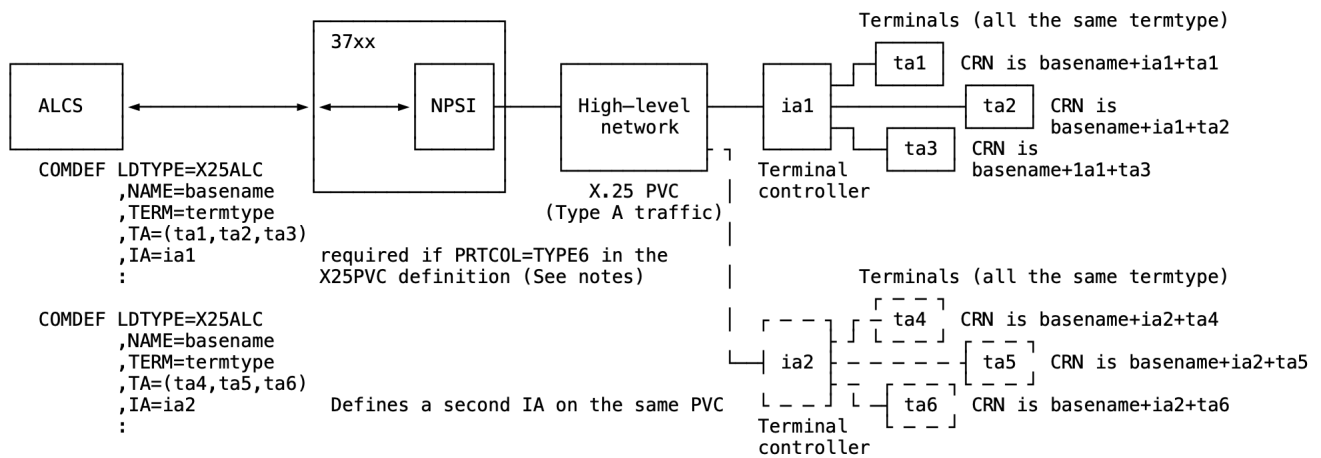 Terminals (all the same termtype)
37xx
ta1 CRN is basename+ia1+ta1
ALCS
NPSI
High–level
network
ia1
ta2 CRN is
basename+ia1+ta2
ta3 CRN is
basename+1a1+ta3
Terminal
controller
COMDEF LDTYPE=X25ALC
,NAME=basename
,TERM=termtype
,TA=(ta1,ta2,ta3)
,IA=ia1
:
X.25 PVC
(Type A traffic)
required if PRTCOL=TYPE6 in the
X25PVC definition (See notes)
Terminals (all the same termtype)
COMDEF LDTYPE=X25ALC
,NAME=basename
,TERM=termtype
,TA=(ta4,ta5,ta6)
,IA=ia2
:
Defines a second IA on the same PVC
ta4 CRN is basename+ia2+ta4
ia2
ta5 CRN is basename+ia2+ta5
ta6 CRN is basename+ia2+ta6
Terminal
controller